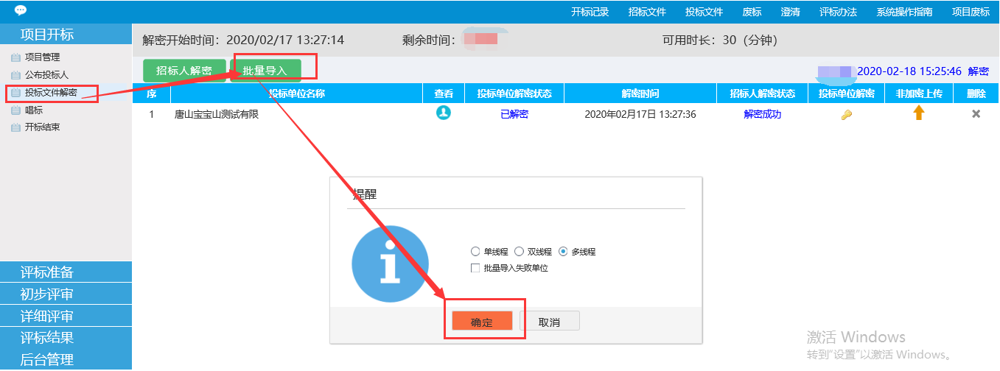 开标记录 招标文件 投标文件 废标 澄清 评标办法 系统操作指南 项目废标
项目开标
项目管理
公布投标人
投标文件解密
唱标
开标结束
评标准备
初步评审
详细评审
评标结果
后台管理
解密开始时间：2020/02/17 13:27:14 剩余时间： 可用时长：30（分钟）
招标人解密 批量导入
2020-02-18 15:25:46 解密
序 投标单位名称 查看 投标单位解密状态 解密时间 招标人解密状态 投标单位解密 非加密上传 删除
1 唐山宝宝山测试有限 已解密 2020年02月17日 13:27:36 解密成功
提醒
单线程 双线程 多线程
批量导入失败单位
确定 取消
激活 Windows
转到"设置"以激活 Windows。